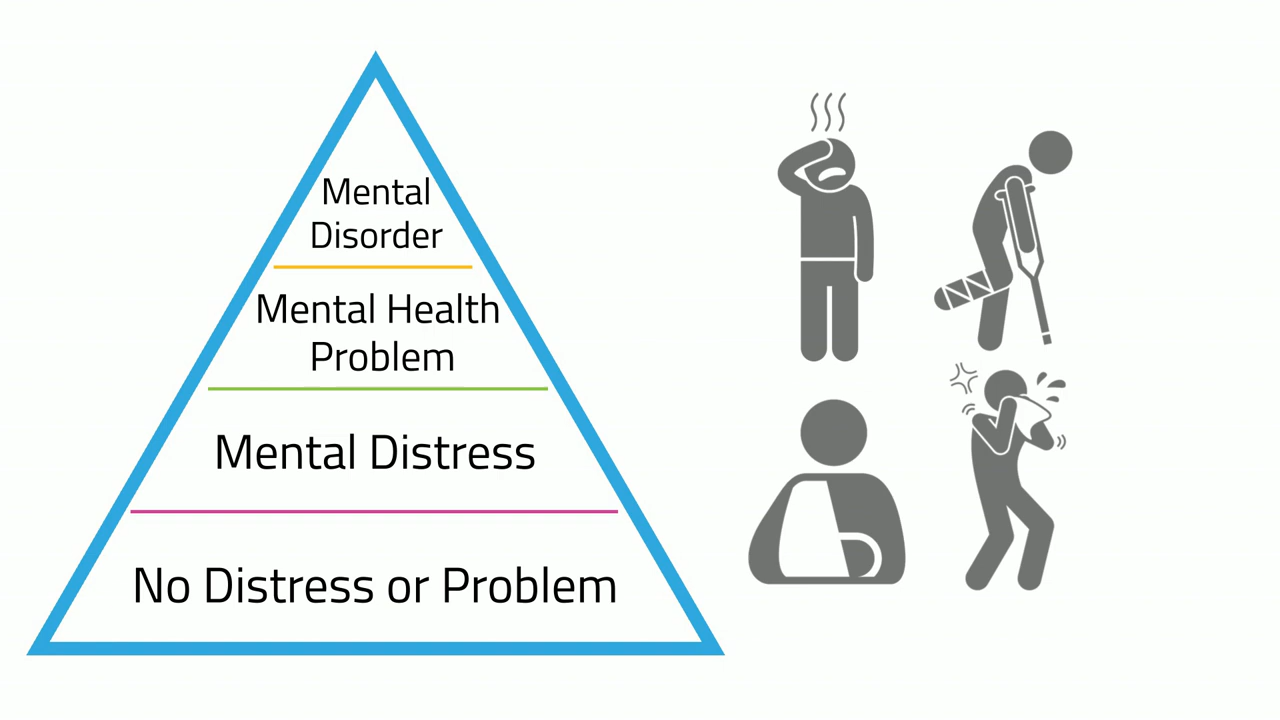 Mental
Disorder
Mental Health
Problem
Mental Distress
No Distress or Problem